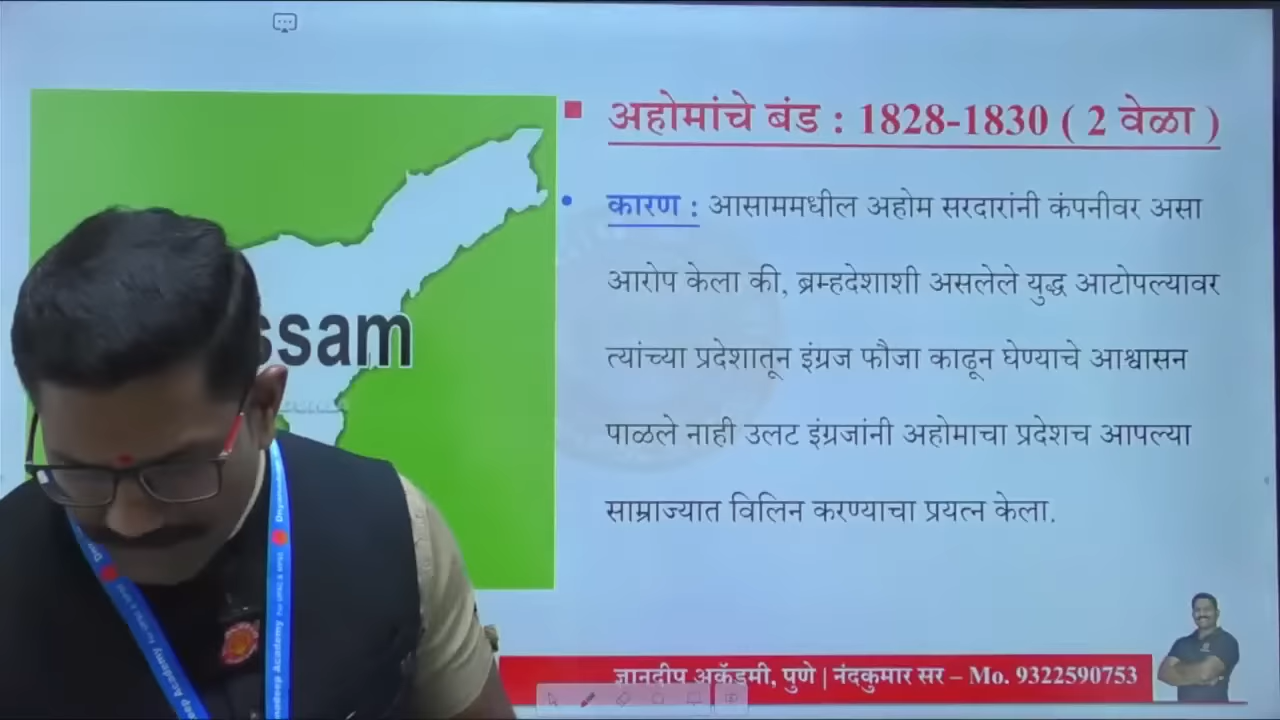 अहोमांचे बंड : 1828-1830 ( 2 वेळा )
कारण : आसाममधील अहोम सरदारांनी कंपनीवर असा
आरोप केला की, ब्रम्हदेशाशी असलेले युद्ध आटोपल्यावर
त्यांच्या प्रदेशातून इंग्रज फौजा काढून घेण्याचे आश्वासन
पाळले नाही उलट इंग्रजांनी अहोमाचा प्रदेशच आपल्या
साम्राज्यात विलिन करण्याचा प्रयत्न केला.
ssam
ज्ञानदीप अकॅडमी, पुणे | नंदकुमार सर – Mo. 9322590753